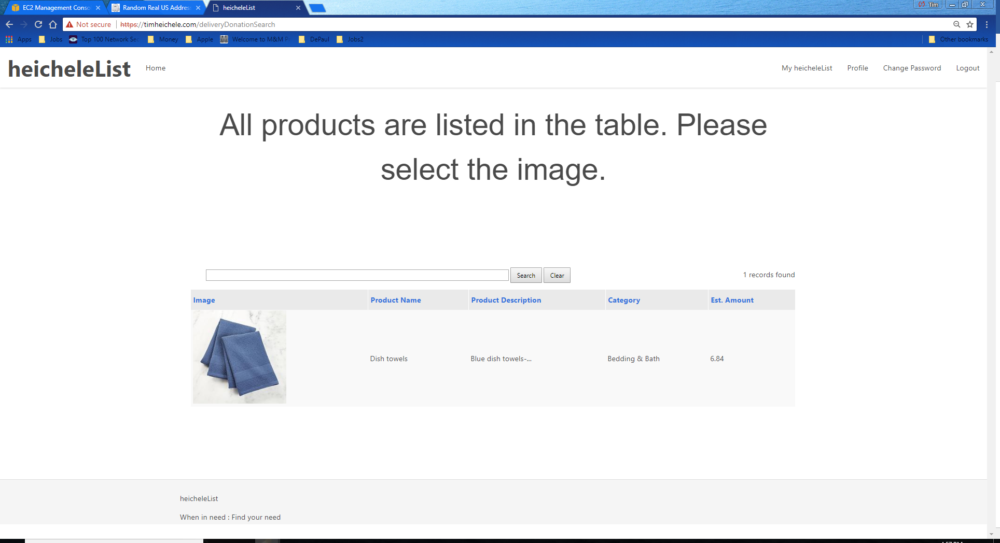 EC2 Management Conso
Random Real US Address
heicheleList
Tim
Not secure
https://timheichele.com/deliveryDonationSearch
Apps
Jobs
Top 100 Network Sec
Money
Apple
Welcome to M&M P
DePaul
Jobs2
Other bookmarks
heicheleList
Home
My heicheleList
Profile
Change Password
Logout
All products are listed in the table. Please
select the image.
Search
Clear
1 records found
Image
Product Name
Product Description
Category
Est. Amount
Dish towels
Blue dish towels-...
Bedding & Bath
6.84
heicheleList
When in need : Find your need